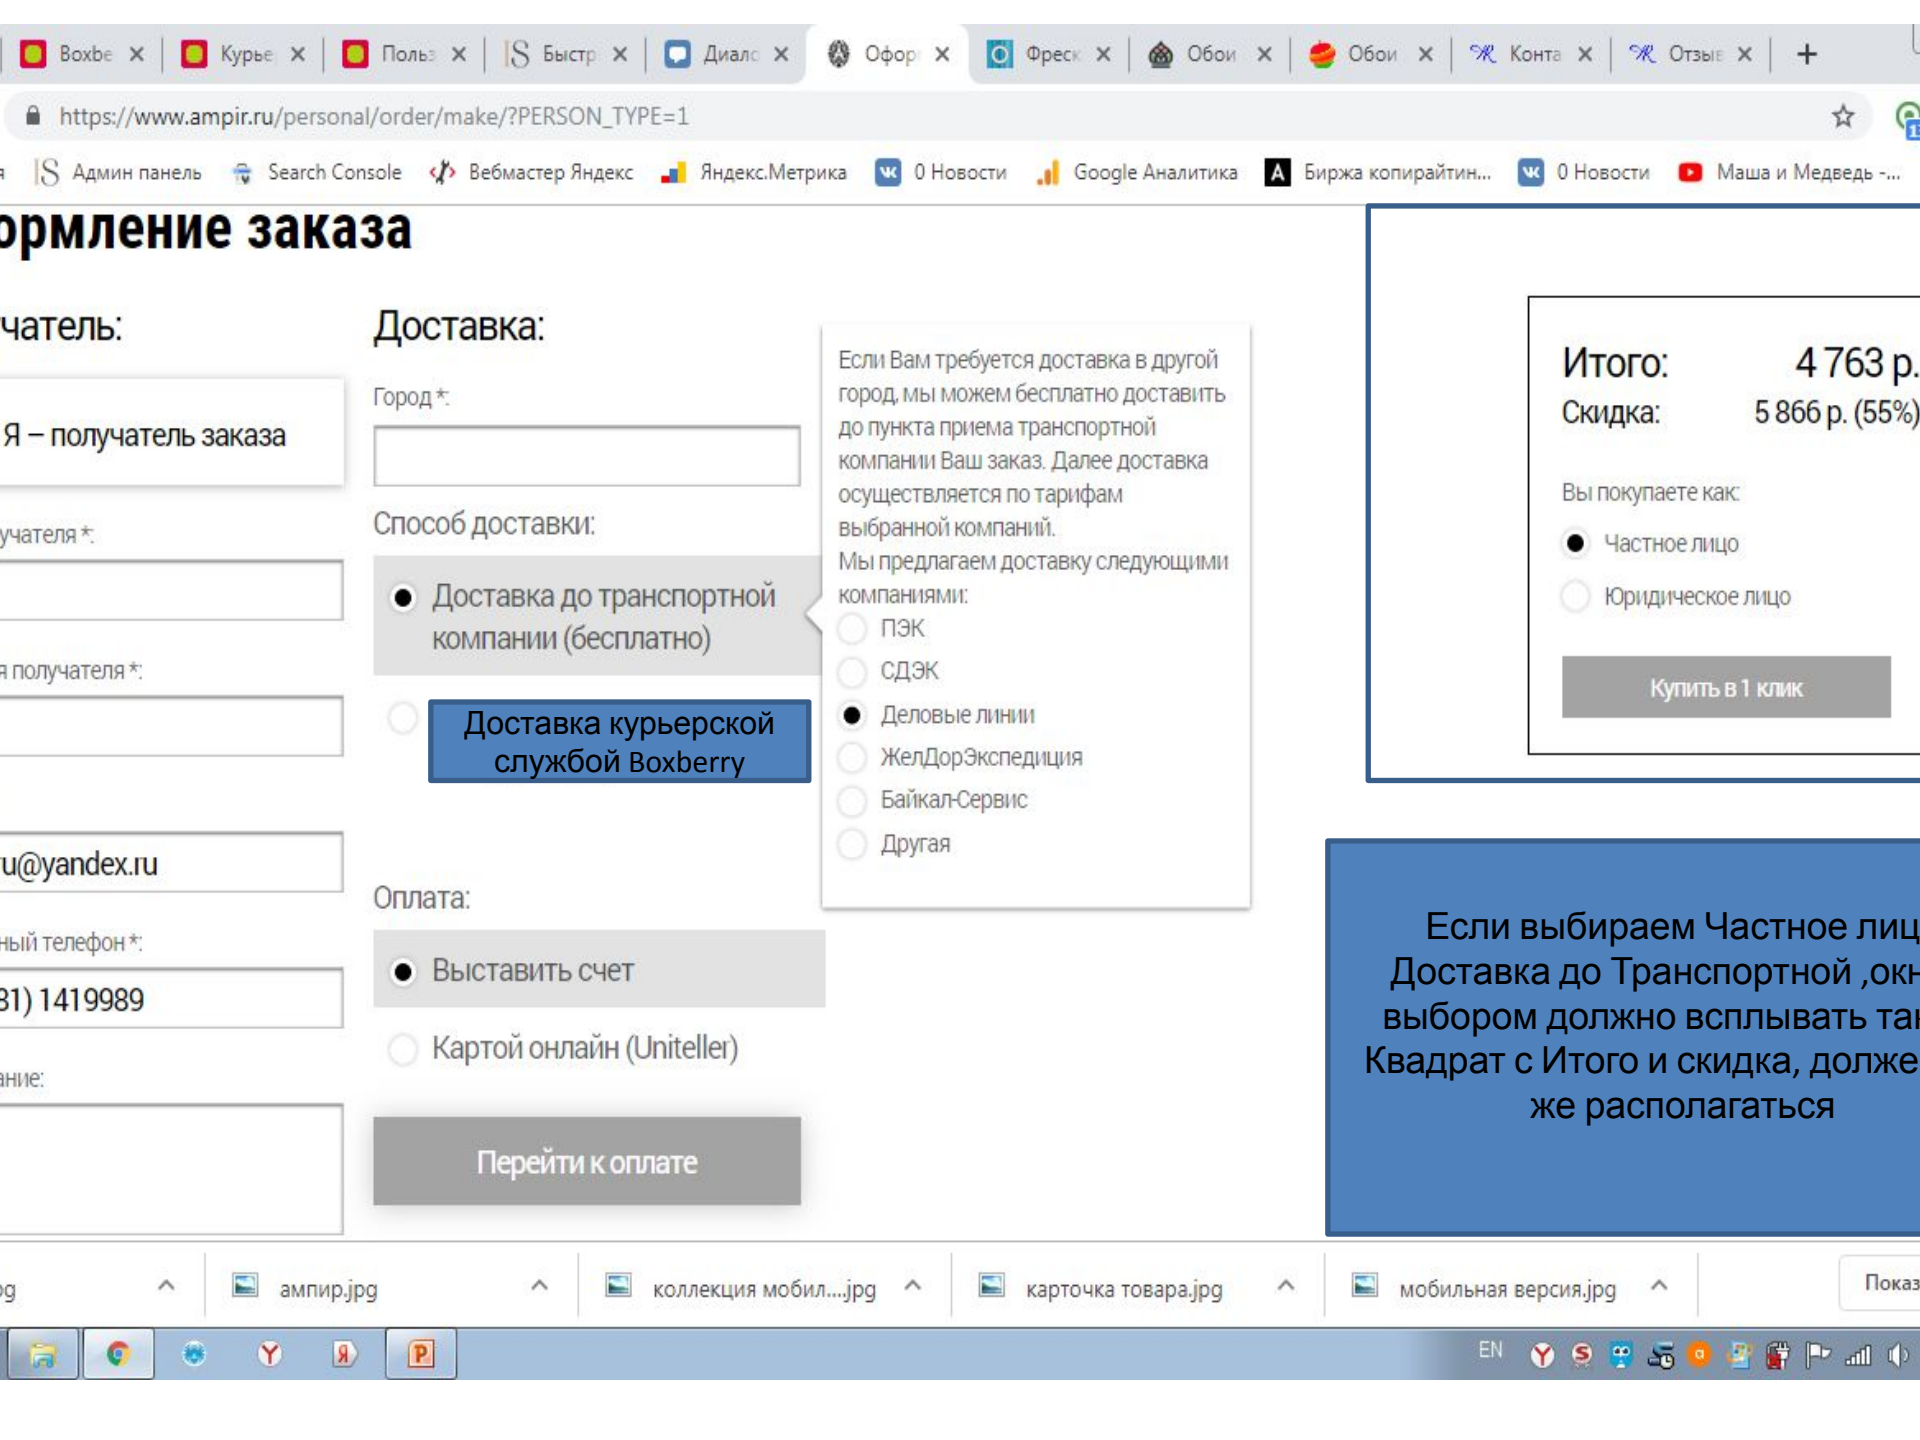 Boxbe
Курье
Польз
Быстр
Диало
Офор
Фреск
Обои
Обои
Конта
Отзыв
https://www.ampir.ru/personal/order/make/?PERSON_TYPE=1
Админ панель
Search Console
Вебмастер Яндекс
Яндекс.Метрика
0 Новости
Google Аналитика
Биржа копирайтин...
0 Новости
Маша и Медведь -...
ормление заказа
чатель:
Я – получатель заказа
учателя *:
я получателя *:
ru@yandex.ru
ный телефон *:
81) 1419989
ание:
Доставка:
Город *:
Способ доставки:
Доставка до транспортной
компании (бесплатно)
Доставка курьерской
службой Boxberry
Оплата:
Выставить счет
Картой онлайн (Uniteller)
Перейти к оплате
Если Вам требуется доставка в другой
город, мы можем бесплатно доставить
до пункта приема транспортной
компании Ваш заказ. Далее доставка
осуществляется по тарифам
выбранной компаний.
Мы предлагаем доставку следующими
компаниями:
ПЭК
СДЭК
Деловые линии
ЖелДорЭкспедиция
Байкал-Сервис
Другая
Итого: 4 763 р.
Скидка: 5 866 р. (55%)
Вы покупаете как:
Частное лицо
Юридическое лицо
Купить в 1 клик
Если выбираем Частное лиц
Доставка до Транспортной ,окн
выбором должно всплывать так
Квадрат с Итого и скидка, долже
же располагаться
ампир.jpg
коллекция мобил....jpg
карточка товара.jpg
мобильная версия.jpg
Показ
EN